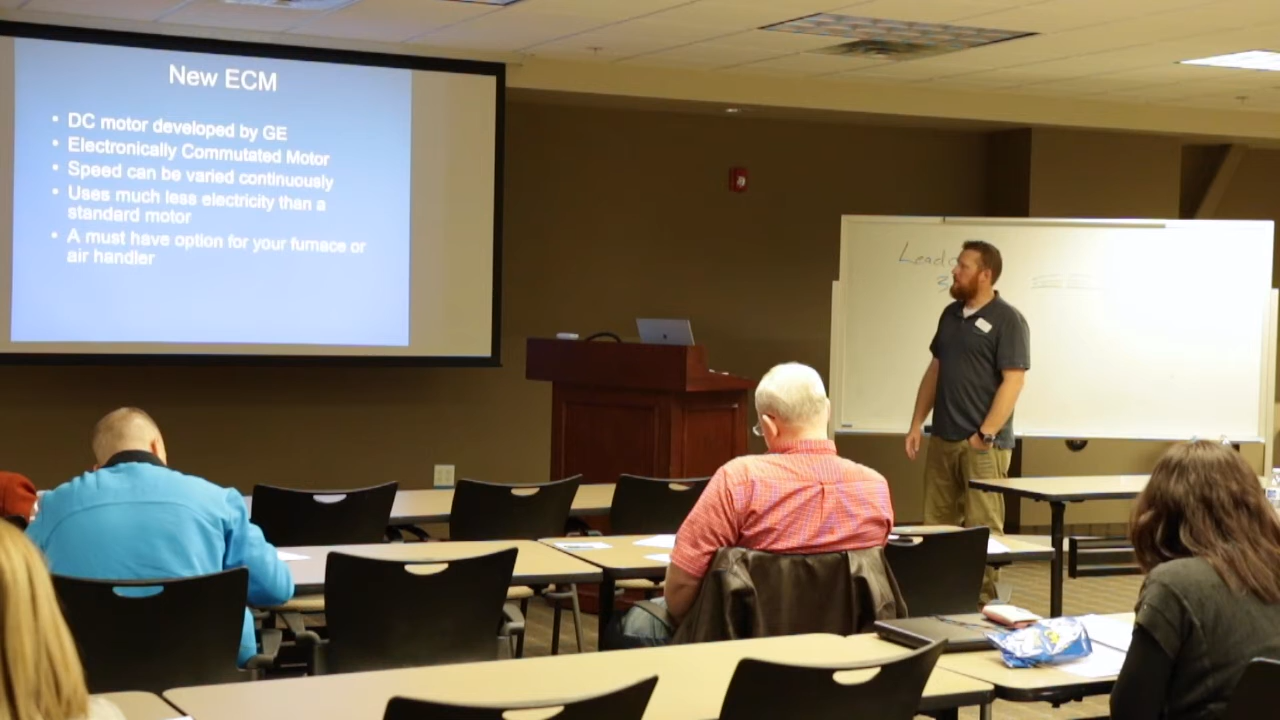 New ECM
• DC motor developed by GE
• Electronically Commutated Motor
• Speed can be varied continuously
• Uses much less electricity than a
standard motor
• A must have option for your furnace or
air handler